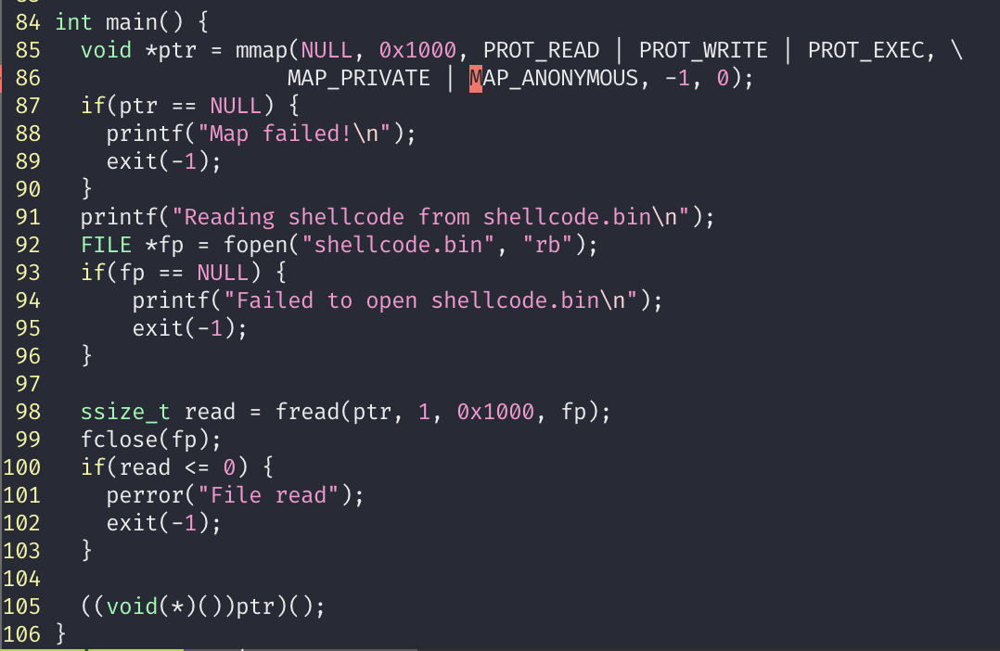 84 int main() {
85   void *ptr = mmap(NULL, 0x1000, PROT_READ | PROT_WRITE | PROT_EXEC, \
86                   MAP_PRIVATE | MAP_ANONYMOUS, -1, 0);
87   if(ptr == NULL) {
88     printf("Map failed!\n");
89     exit(-1);
90   }
91   printf("Reading shellcode from shellcode.bin\n");
92   FILE *fp = fopen("shellcode.bin", "rb");
93   if(fp == NULL) {
94       printf("Failed to open shellcode.bin\n");
95       exit(-1);
96   }
97
98   ssize_t read = fread(ptr, 1, 0x1000, fp);
99   fclose(fp);
100   if(read <= 0) {
101     perror("File read");
102     exit(-1);
103   }
104
105   ((void(*)())ptr)();
106 }